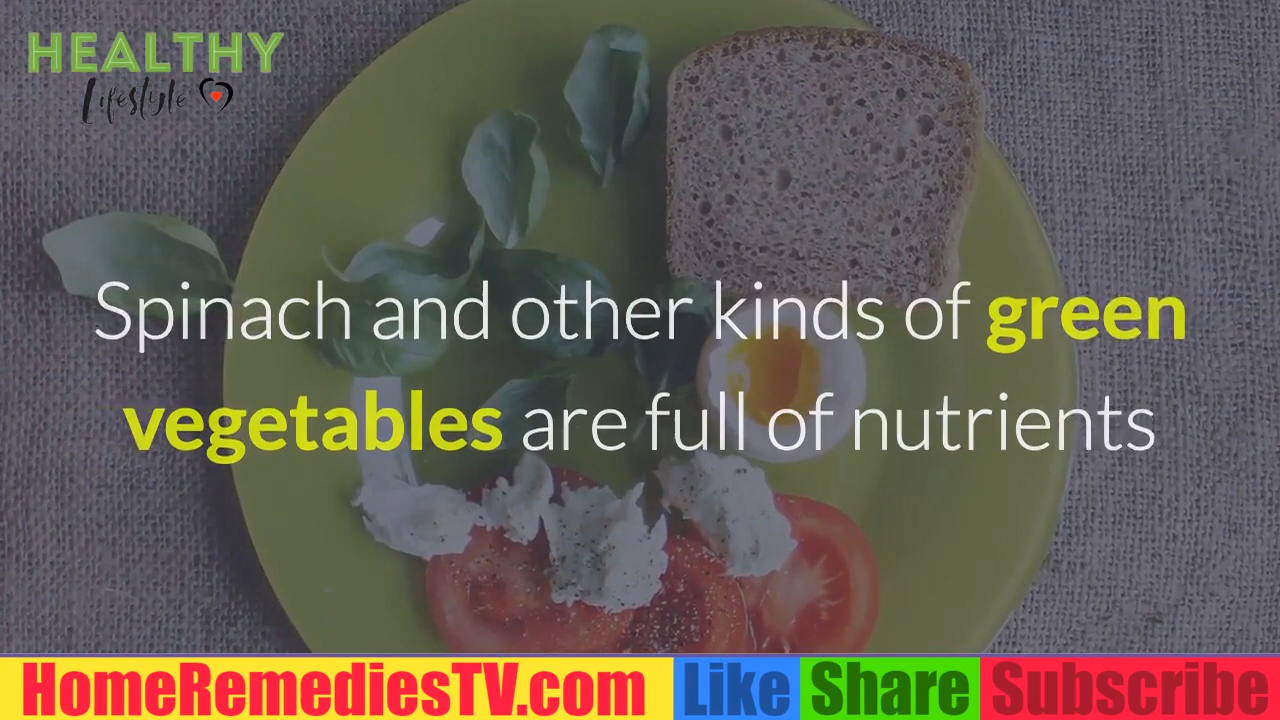 HEALTHY
Lifestyle
Spinach and other kinds of green
vegetables are full of nutrients
HomeRemediesTV.com Like Share Subscribe